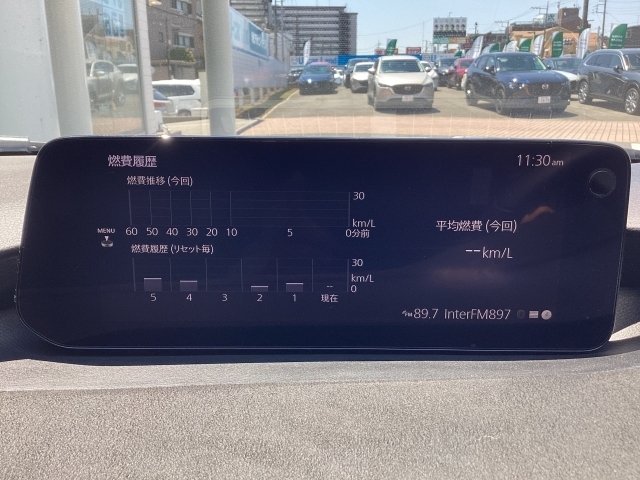 燃費履歴
11:30am
燃費推移 (今回)
30
km/L
60 50 40 30 20 10 5 0分前
MENU
平均燃費 (今回)
--km/L
燃費履歴 (リセット毎)
30
km/L
0
5 4 3 2 1 現在
--
FM 89.7 InterFM897